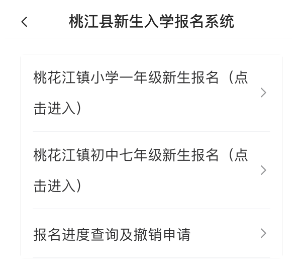 桃江县新生入学报名系统
桃花江镇小学一年级新生报名（点
击进入）
桃花江镇初中七年级新生报名（点
击进入）
报名进度查询及撤销申请